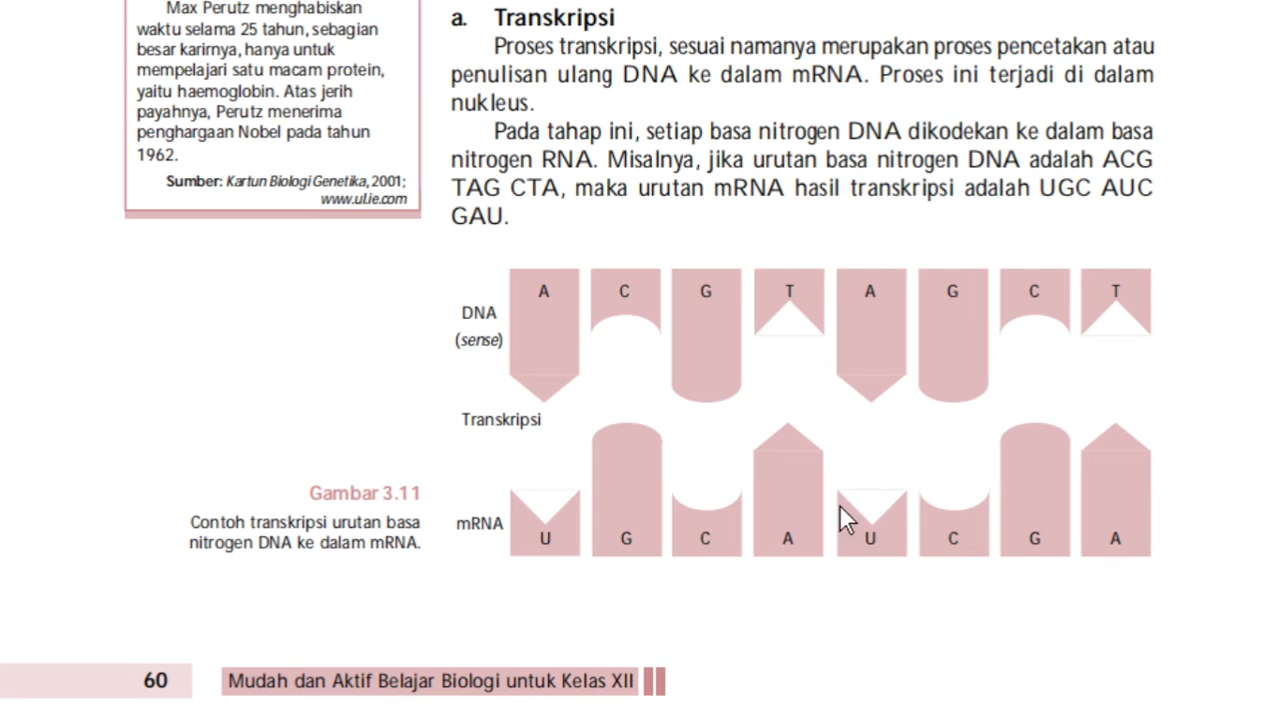 Max Perutz menghabiskan
waktu selama 25 tahun, sebagian
besar karirnya, hanya untuk
mempelajari satu macam protein,
yaitu haemoglobin. Atas jerih
payahnya, Perutz menerima
penghargaan Nobel pada tahun
1962.
Sumber: Kartun Biologi Genetika, 2001;
www.ul.ie.com
a. Transkripsi
Proses transkripsi, sesuai namanya merupakan proses pencetakan atau
penulisan ulang DNA ke dalam mRNA. Proses ini terjadi di dalam
nukleus.
Pada tahap ini, setiap basa nitrogen DNA dikodekan ke dalam basa
nitrogen RNA. Misalnya, jika urutan basa nitrogen DNA adalah ACG
TAG CTA, maka urutan mRNA hasil transkripsi adalah UGC AUC
GAU.
A C G T A G C T
DNA
(sense)
Transkripsi
mRNA
U G C A U C G A
Gambar 3.11
Contoh transkripsi urutan basa
nitrogen DNA ke dalam mRNA.
60 Mudah dan Aktif Belajar Biologi untuk Kelas XII